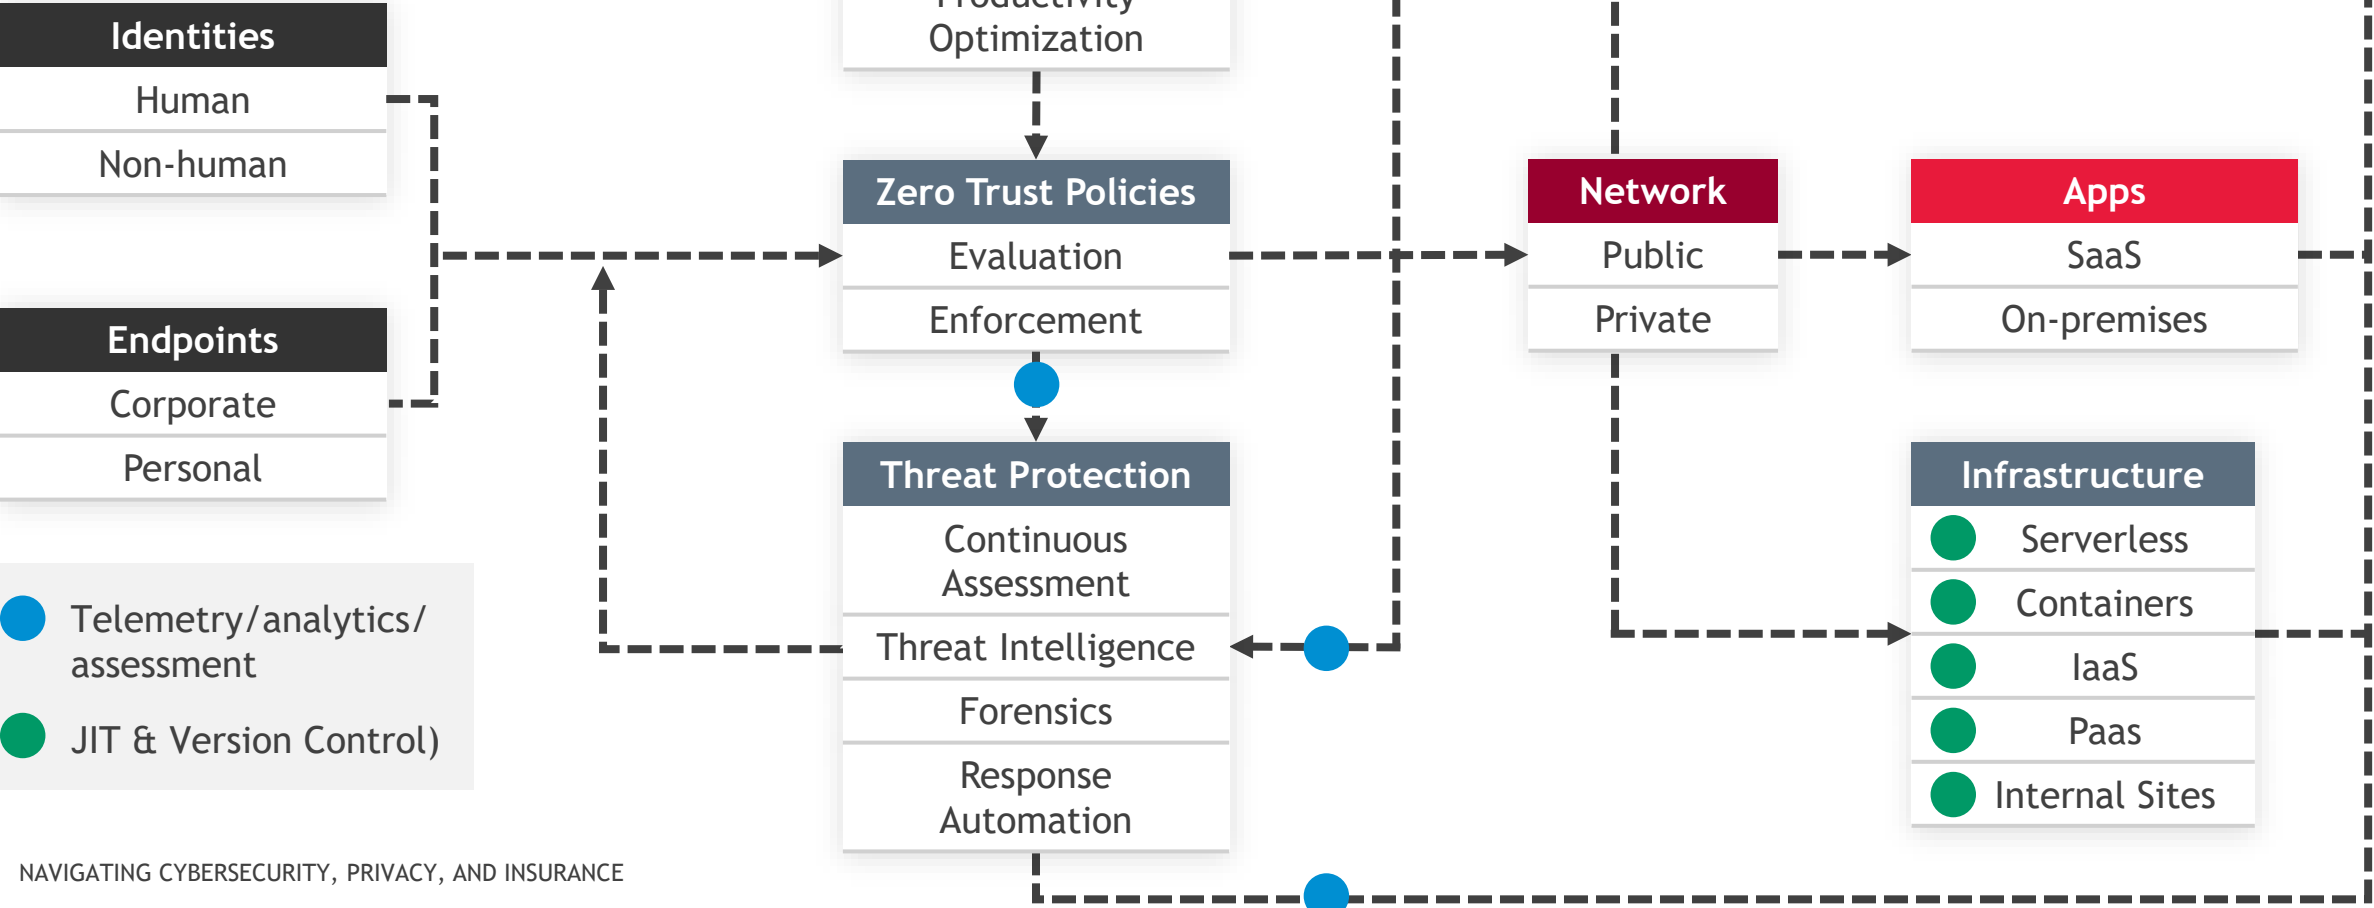 Identities
Human
Non-human
Endpoints
Corporate
Personal
Telemetry/analytics/
assessment
JIT & Version Control)
Productivity
Optimization
Zero Trust Policies
Evaluation
Enforcement
Threat Protection
Continuous
Assessment
Threat Intelligence
Forensics
Response
Automation
Network
Public
Private
Apps
SaaS
On-premises
Infrastructure
Serverless
Containers
IaaS
Paas
Internal Sites
NAVIGATING CYBERSECURITY, PRIVACY, AND INSURANCE